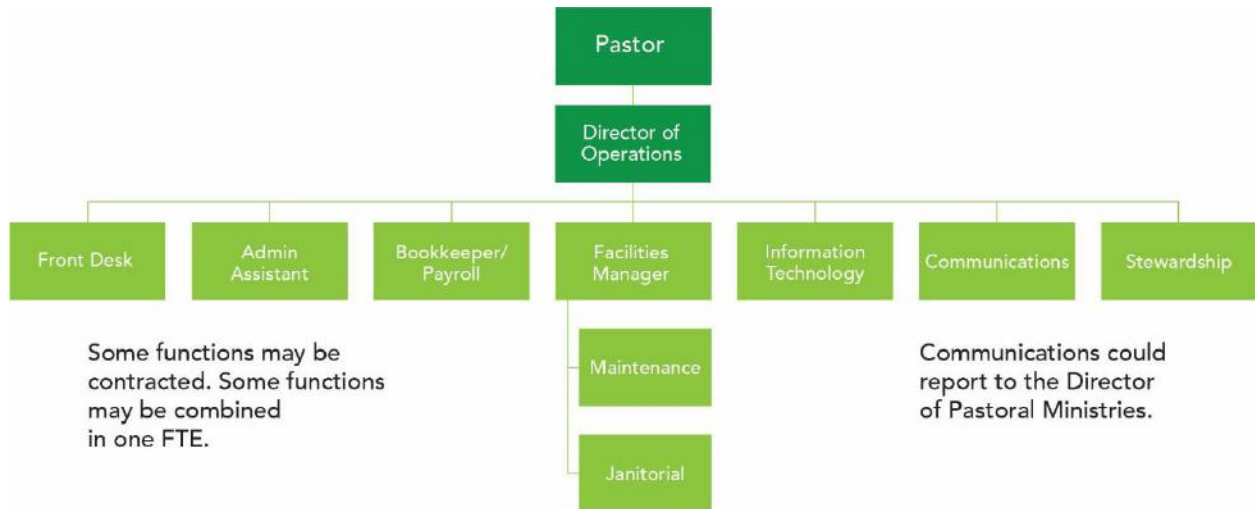 Pastor
Director of
Operations
Front Desk
Admin
Assistant
Bookkeeper/
Payroll
Facilities
Manager
Information
Technology
Communications
Stewardship
Maintenance
Janitorial
Some functions may be
contracted. Some functions
may be combined
in one FTE.
Communications could
report to the Director
of Pastoral Ministries.